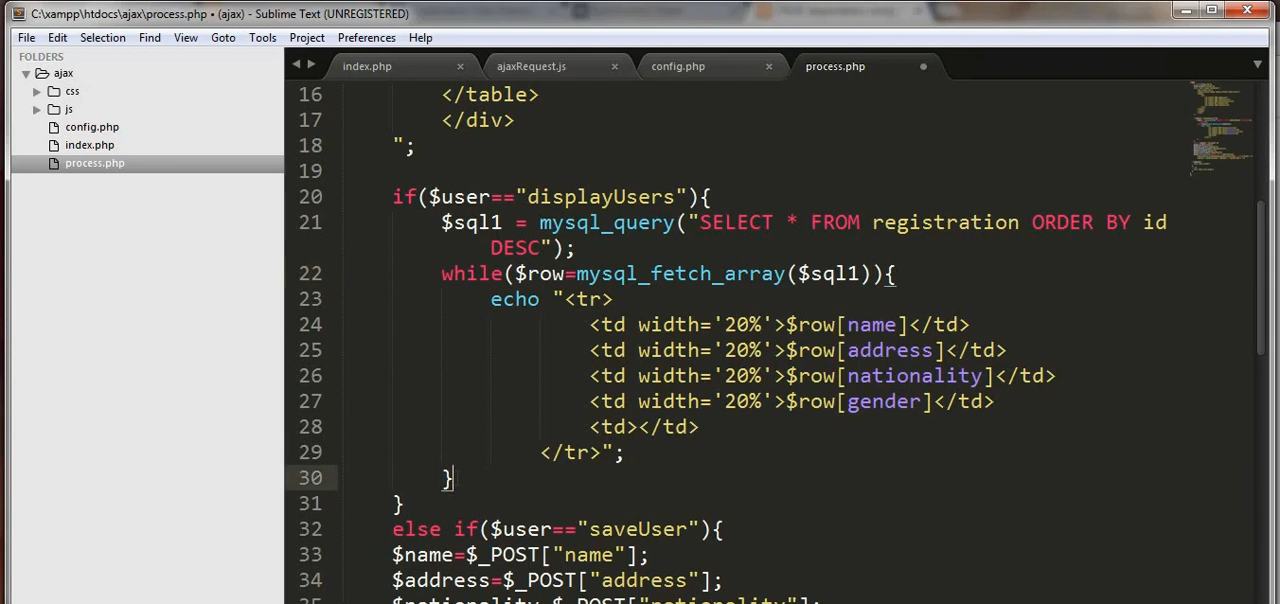 C:\xampp\htdocs\ajax\process.php • (ajax) - Sublime Text (UNREGISTERED)
File Edit Selection Find View Goto Tools Project Preferences Help
FOLDERS
ajax
css
js
config.php
index.php
process.php
index.php × ajaxRequest.js × config.php × process.php
16 </table>
17 </div>
18 ";
19
20 if($user=="displayUsers"){
21 $sql1 = mysql_query("SELECT * FROM registration ORDER BY id
DESC");
22 while($row=mysql_fetch_array($sql1)){
23 echo "<tr>
24 <td width='20%'>$row[name]</td>
25 <td width='20%'>$row[address]</td>
26 <td width='20%'>$row[nationality]</td>
27 <td width='20%'>$row[gender]</td>
28 <td></td>
29 </tr>";
30 }
31 }
32 else if($user=="saveUser"){
33 $name=$_POST["name"];
34 $address=$_POST["address"];
35 $nationality=$_POST["nationality"];